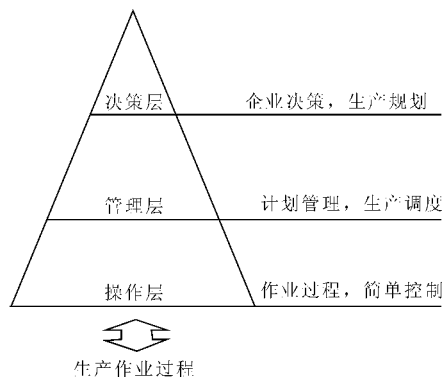 决策层 企业决策，生产规划
管理层 计划管理，生产调度
操作层 作业过程，简单控制
生产作业过程